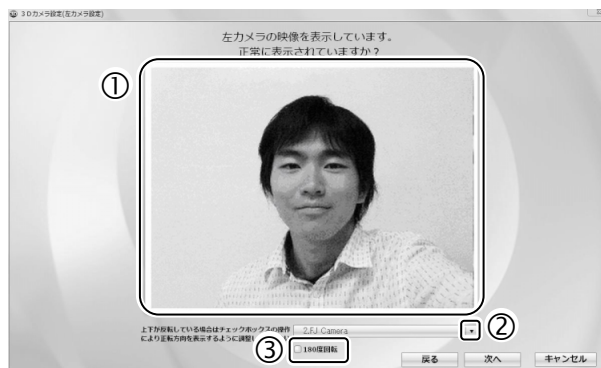 3Dカメラ設定(左カメラ設定)
左カメラの映像を表示しています。
正常に表示されていますか？
①
上下が反転している場合はチェックボックスの操作
により正転方向を表示するように調整し
2.FJ Camera
②
③
180度回転
戻る
次へ
キャンセル